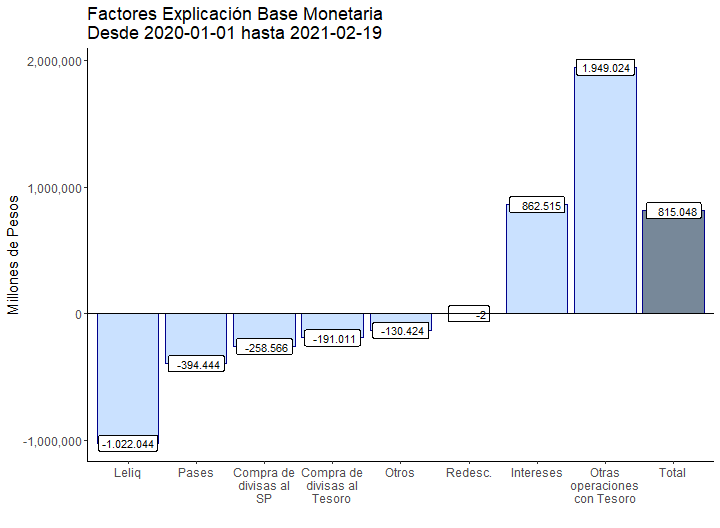 Factores Explicación Base Monetaria
Desde 2020-01-01 hasta 2021-02-19
Millones de Pesos
2,000,000
1,000,000
0
-1,000,000
-1.022.044
-394.444
-258.566
-191.011
-130.424
-2
862.515
1.949.024
815.048
Leliq
Pases
Compra de
divisas al
SP
Compra de
divisas al
Tesoro
Otros
Redesc.
Intereses
Otras
operaciones
con Tesoro
Total